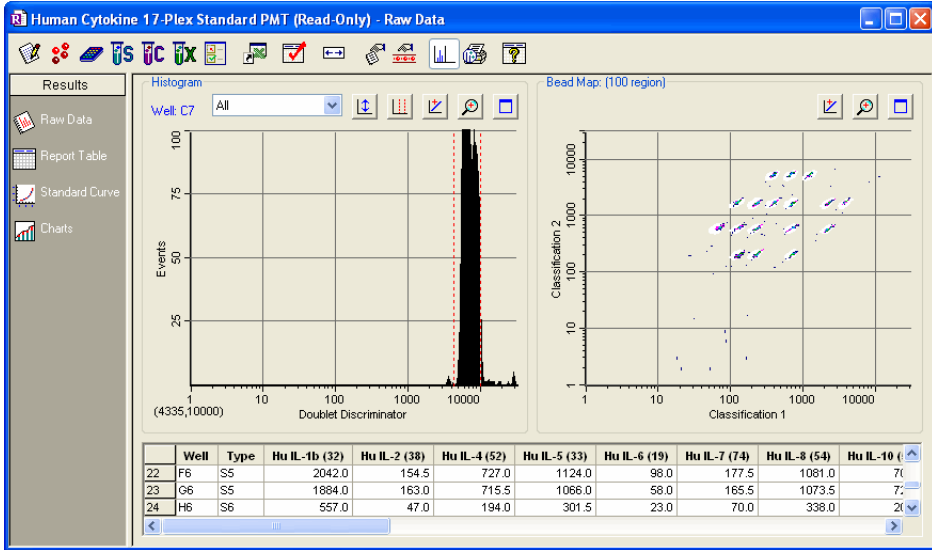 Human Cytokine 17-Plex Standard PMT (Read-Only) - Raw Data
S C X
Results
Raw Data
Report Table
Standard Curve
Charts
Histogram
Well: C7 All
100
75
50
25
Events
1 10 100 1000 10000
(4335,10000) Doublet Discriminator
Bead Map: (100 region)
10000
1000
100
10
1
Classification 2
1 10 100 1000 10000
Classification 1
Well Type Hu IL-1b (32) Hu IL-2 (38) Hu IL-4 (52) Hu IL-5 (33) Hu IL-6 (19) Hu IL-7 (74) Hu IL-8 (54) Hu IL-10 (
22 F6 S5 2042.0 154.5 727.0 1124.0 98.0 177.5 1081.0 70
23 G6 S5 1884.0 163.0 715.5 1066.0 58.0 165.5 1073.5 72
24 H6 S6 557.0 47.0 194.0 301.5 23.0 70.0 338.0 20